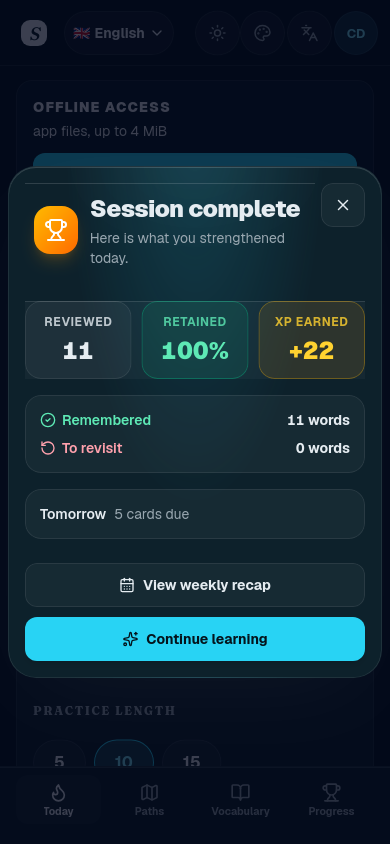 S
🇬🇧 English
CD
OFFLINE ACCESS
app files, up to 4 MiB
Session complete
Here is what you strengthened
today.
REVIEWED
11
RETAINED
100%
XP EARNED
+22
Remembered 11 words
To revisit 0 words
Tomorrow 5 cards due
View weekly recap
Continue learning
PRACTICE LENGTH
5 10 15
Today Paths Vocabulary Progress